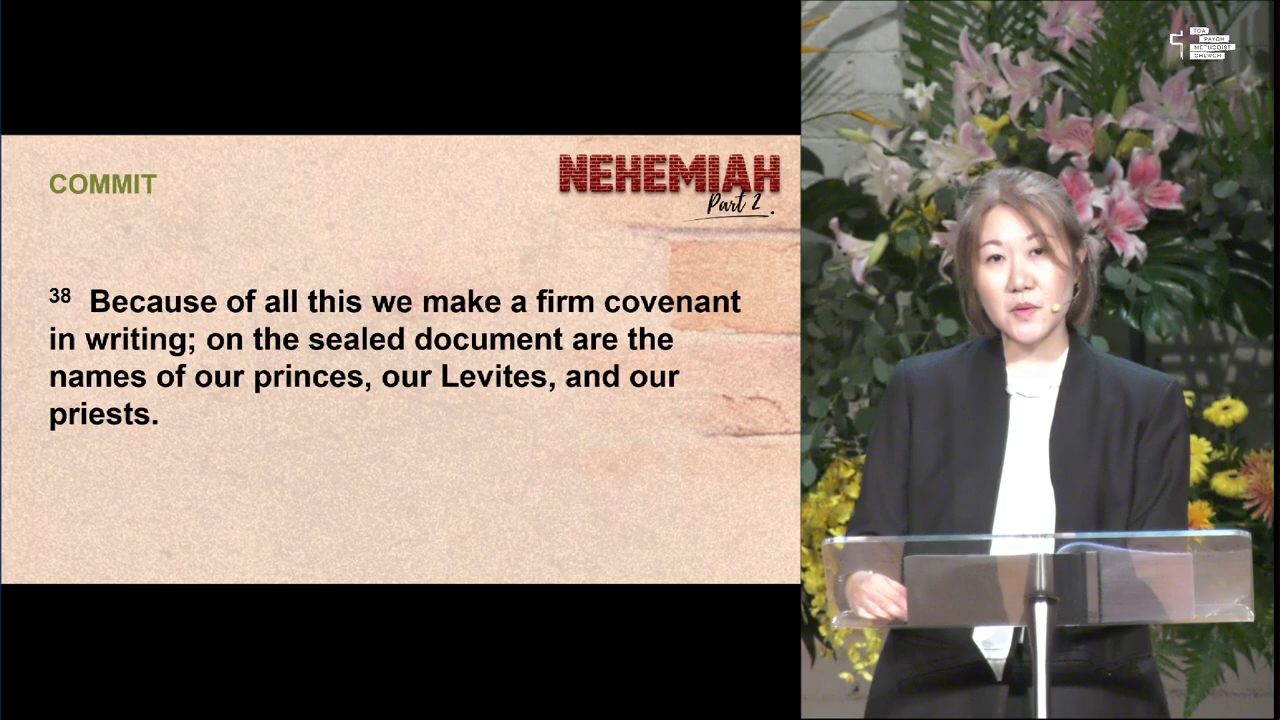 COMMIT
NEHEMIAH
Part 2
38 Because of all this we make a firm covenant
in writing; on the sealed document are the
names of our princes, our Levites, and our
priests.
TOA
PAYOH
METHODIST
CHURCH